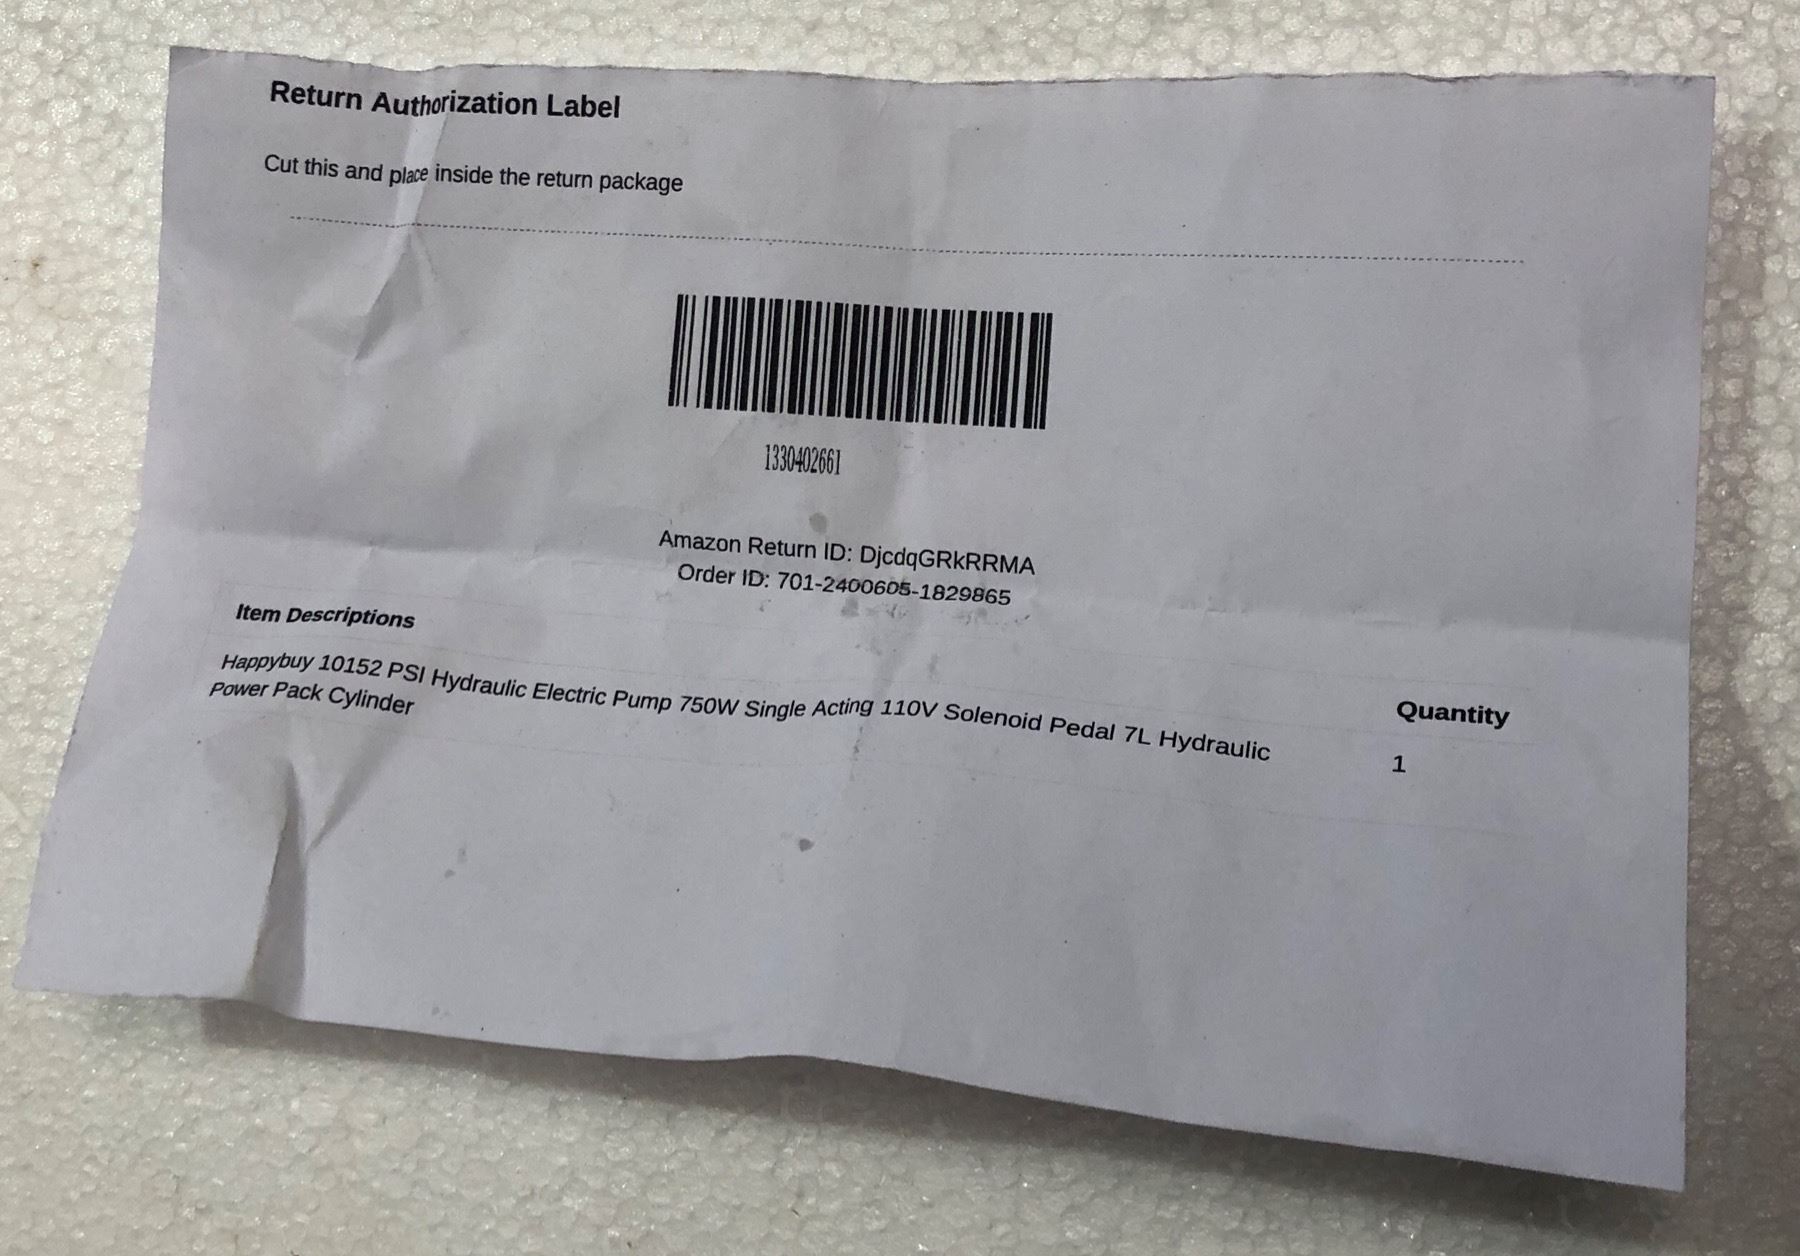 Return Authorization Label
Cut this and place inside the return package
1330402661
Amazon Return ID: DjcdqGRkRRMA
Order ID: 701-2400605-1829865
Item Descriptions
Quantity
Happybuy 10152 PSI Hydraulic Electric Pump 750W Single Acting 110V Solenoid Pedal 7L Hydraulic
Power Pack Cylinder
1